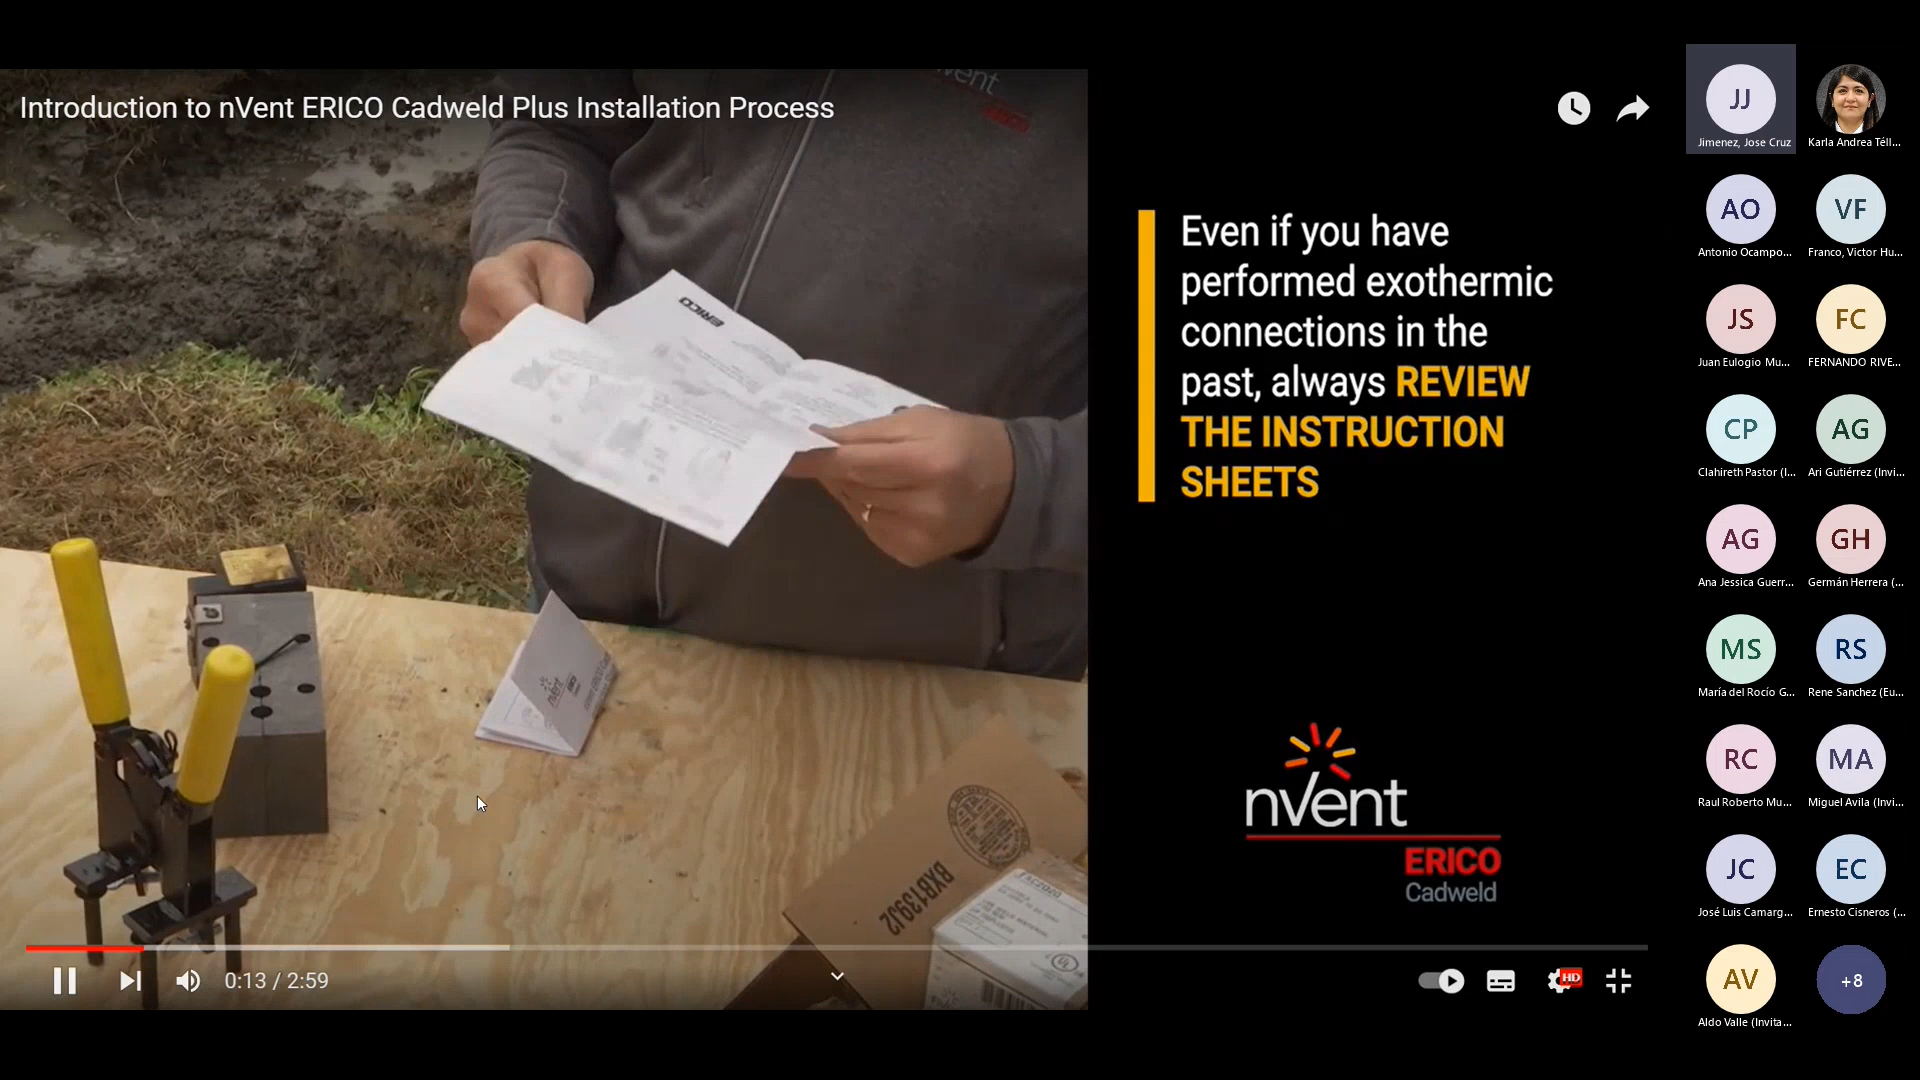 Introduction to nVent ERICO Cadweld Plus Installation Process
Even if you have
performed exothermic
connections in the
past, always REVIEW
THE INSTRUCTION
SHEETS
nVent
ERICO
Cadweld
ERICO
nvent
BXB139J2
0:13 / 2:59
HD
JJ
Jimenez, Jose Cruz
Karla Andrea Téll...
AO
Antonio Ocampo...
VF
Franco, Victor Hu...
JS
Juan Eulogio Mu...
FC
FERNANDO RIVE...
CP
Clahireth Pastor (I...
AG
Ari Gutiérrez (Invi...
AG
Ana Jessica Guerr...
GH
Germán Herrera (...
MS
María del Rocío G...
RS
Rene Sanchez (Eu...
RC
Raul Roberto Mu...
MA
Miguel Avila (Invi...
JC
José Luis Camarg...
EC
Ernesto Cisneros (...
AV
Aldo Valle (Invita...
+8